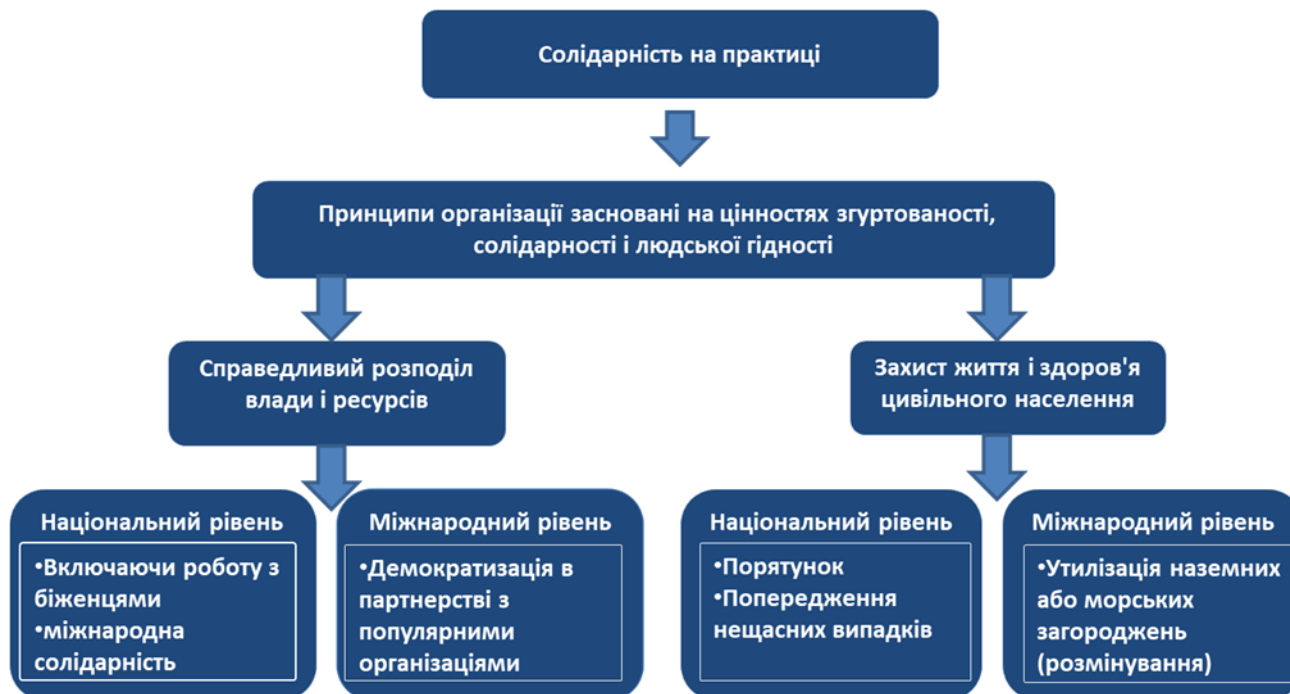 Солідарність на практиці
Принципи організації засновані на цінностях згуртованості,
солідарності і людської гідності
Справедливий розподіл
влади і ресурсів
Захист життя і здоров'я
цивільного населення
Національний рівень
•Включаючи роботу з
біженцями
•міжнародна
солідарність
Міжнародний рівень
•Демократизація в
партнерстві з
популярними
організаціями
Національний рівень
•Порятунок
•Попередження
нещасних випадків
Міжнародний рівень
•Утилізація наземних
або морських
загороджень
(розмінування)